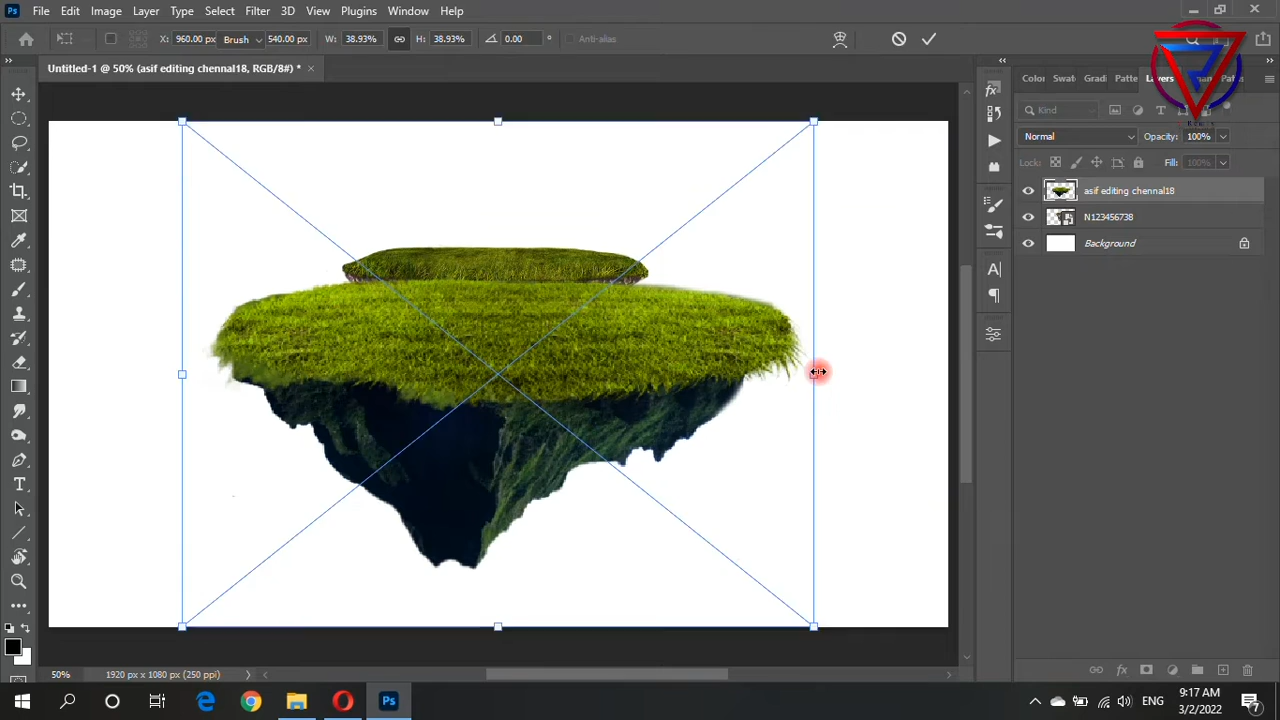 Ps File Edit Image Layer Type Select Filter 3D View Plugins Window Help
X: 960.00 px Brush 540.00 px W: 38.93% H: 38.93% 0.00 ° Anti-alias
Untitled-1 @ 50% (asif editing chennal18, RGB/8#) * ×
Color Swat Gradi Patte Layers
Kind
Normal Opacity: 100%
Lock: Fill: 100%
asif editing chennal18
N123456738
Background
50% 1920 px x 1080 px (250 ppi)
Ps ENG 9:17 AM
3/2/2022 7